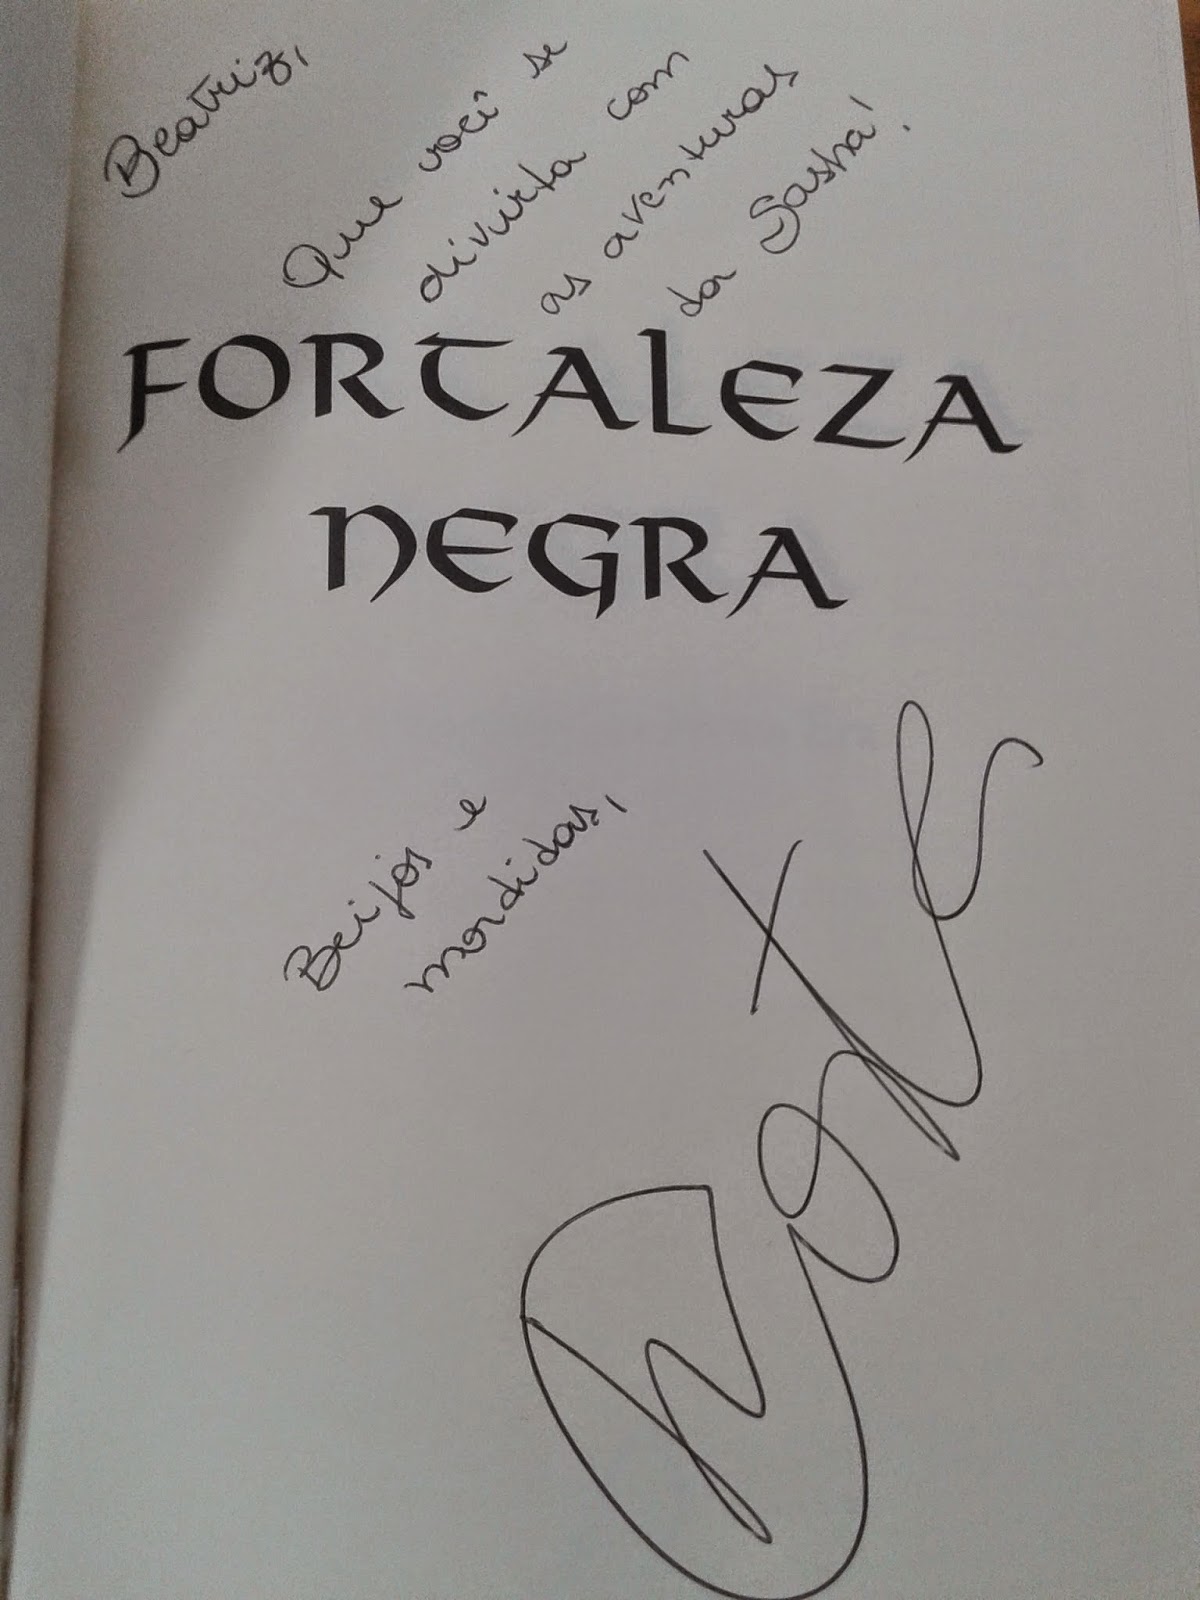 Beatriz,
Que você se
divirta com
as aventuras
da Sasha!
FORTALEZA
NEGRA
Beijos e
mordidas,